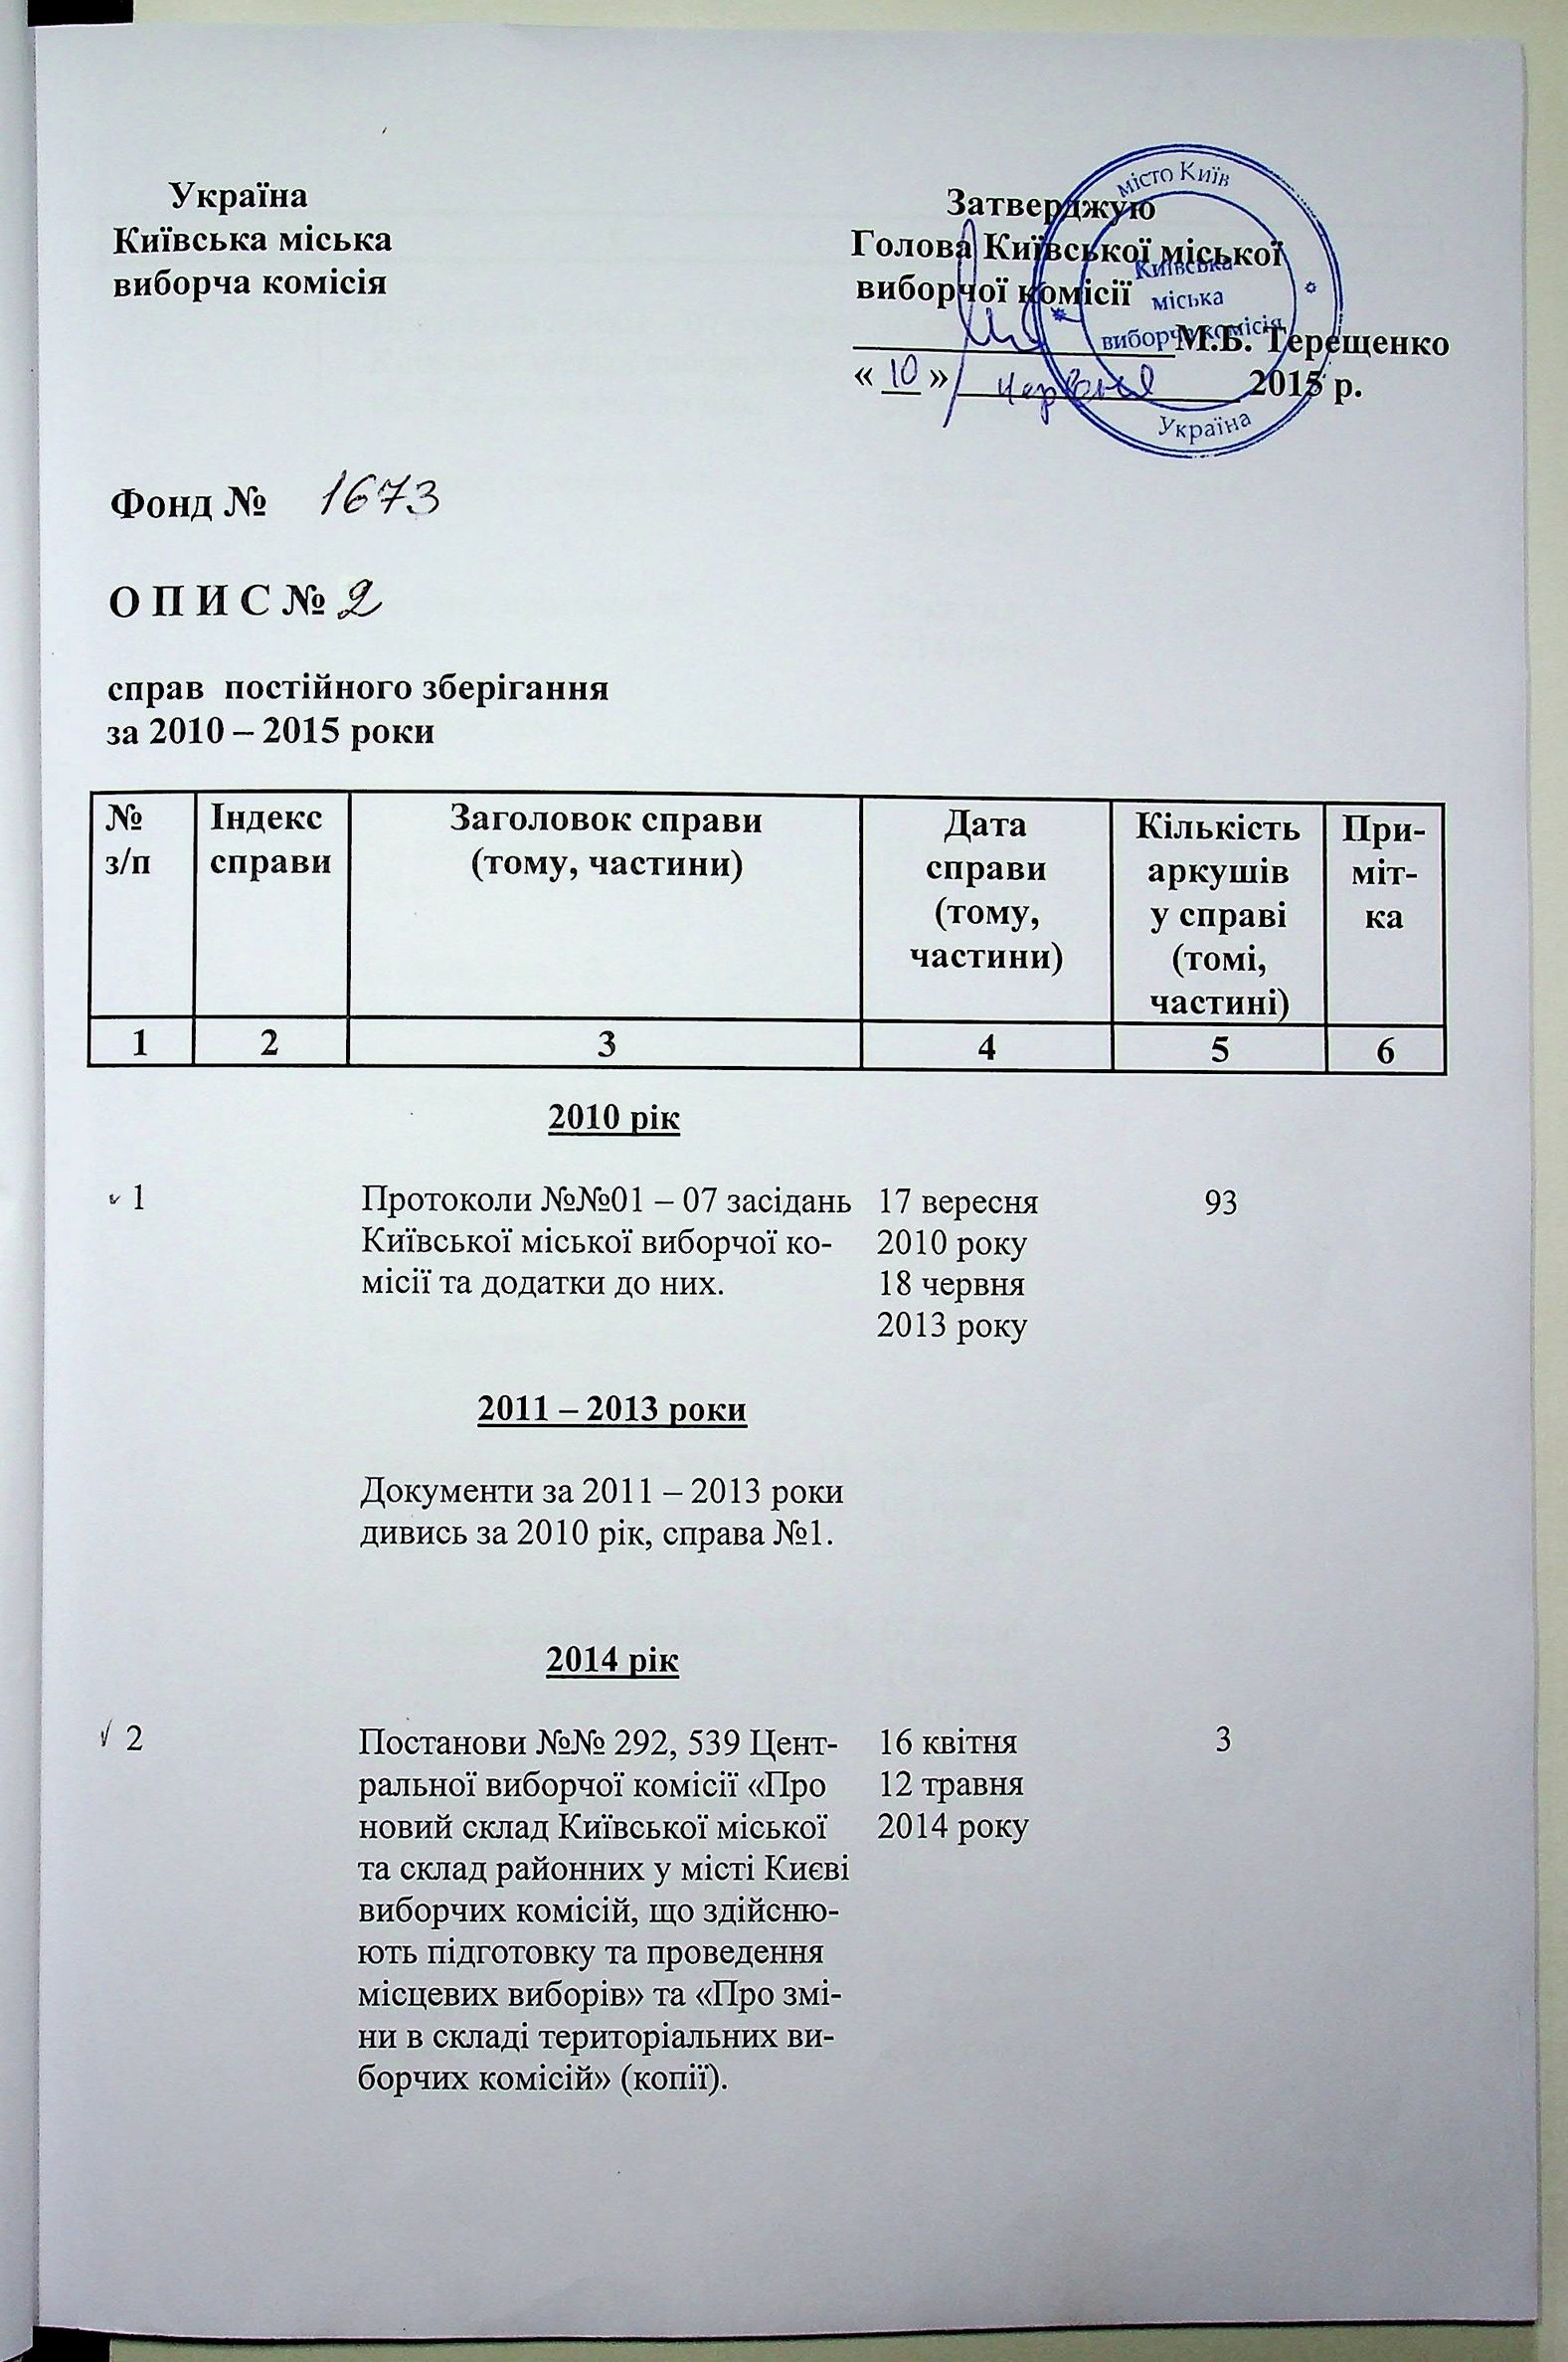 Україна
Київська міська
виборча комісія
Затверджую
Голова Київської міської
виборчої комісії
М.Б. Терещенко
« 10 » червня 2015 р.
місто Київ
Київська
міська
виборча комісія
Україна
Фонд № 1673
О П И С № 2
справ постійного зберігання
за 2010 – 2015 роки
№
з/п
Індекс
справи
Заголовок справи
(тому, частини)
Дата
справи
(тому,
частини)
Кількість
аркушів
у справі
(томі,
частині)
При-
міт-
ка
1 2 3 4 5 6
2010 рік
1 Протоколи №№01 – 07 засідань 17 вересня 93
Київської міської виборчої ко- 2010 року
місії та додатки до них. 18 червня
2013 року
2011 – 2013 роки
Документи за 2011 – 2013 роки
дивись за 2010 рік, справа №1.
2014 рік
2 Постанови №№ 292, 539 Цент- 16 квітня 3
ральної виборчої комісії «Про 12 травня
новий склад Київської міської 2014 року
та склад районних у місті Києві
виборчих комісій, що здійсню-
ють підготовку та проведення
місцевих виборів» та «Про змі-
ни в складі територіальних ви-
борчих комісій» (копії).